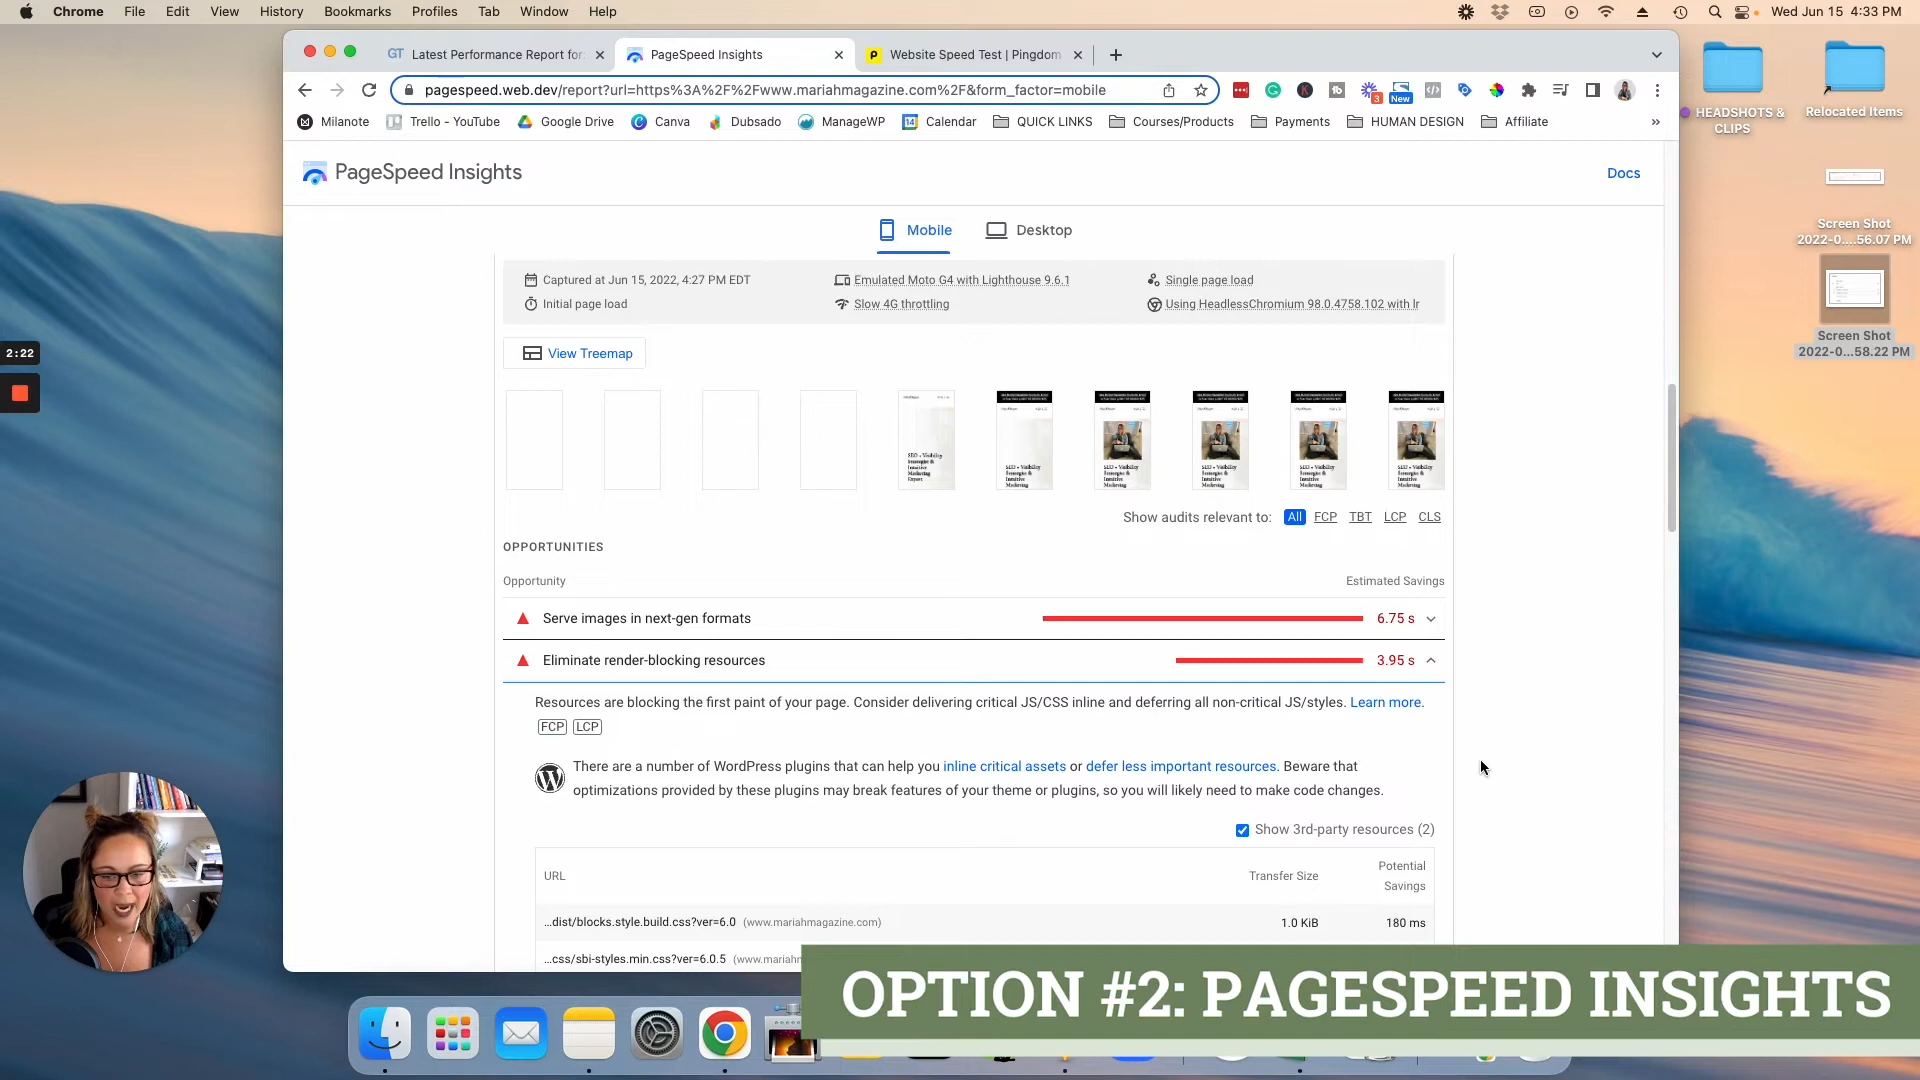 Chrome File Edit View History Bookmarks Profiles Tab Window Help
Wed Jun 15 4:33 PM
GT Latest Performance Report for:
PageSpeed Insights
Website Speed Test | Pingdom
pagespeed.web.dev/report?url=https%3A%2F%2Fwww.mariahmagazine.com%2F&form_factor=mobile
3
New
Milanote
Trello - YouTube
Google Drive
Canva
Dubsado
ManageWP
Calendar
QUICK LINKS
Courses/Products
Payments
HUMAN DESIGN
Affiliate
»
HEADSHOTS &
CLIPS
Relocated Items
Screen Shot
2022-0....56.07 PM
Screen Shot
2022-0...58.22 PM
2:22
PageSpeed Insights
Docs
Mobile
Desktop
Captured at Jun 15, 2022, 4:27 PM EDT
Emulated Moto G4 with Lighthouse 9.6.1
Single page load
Initial page load
Slow 4G throttling
Using HeadlessChromium 98.0.4758.102 with lr
View Treemap
SEO + Visibility
Strategist &
Intuitive
Marketing
Expert
Show audits relevant to: All FCP TBT LCP CLS
OPPORTUNITIES
Opportunity
Estimated Savings
Serve images in next-gen formats
6.75 s
Eliminate render-blocking resources
3.95 s
Resources are blocking the first paint of your page. Consider delivering critical JS/CSS inline and deferring all non-critical JS/styles. Learn more.
FCP LCP
There are a number of WordPress plugins that can help you inline critical assets or defer less important resources. Beware that
optimizations provided by these plugins may break features of your theme or plugins, so you will likely need to make code changes.
Show 3rd-party resources (2)
URL
Transfer Size
Potential
Savings
…dist/blocks.style.build.css?ver=6.0 (www.mariahmagazine.com)
1.0 KiB
180 ms
…css/sbi-styles.min.css?ver=6.0.5 (www.mariahm
OPTION #2: PAGESPEED INSIGHTS